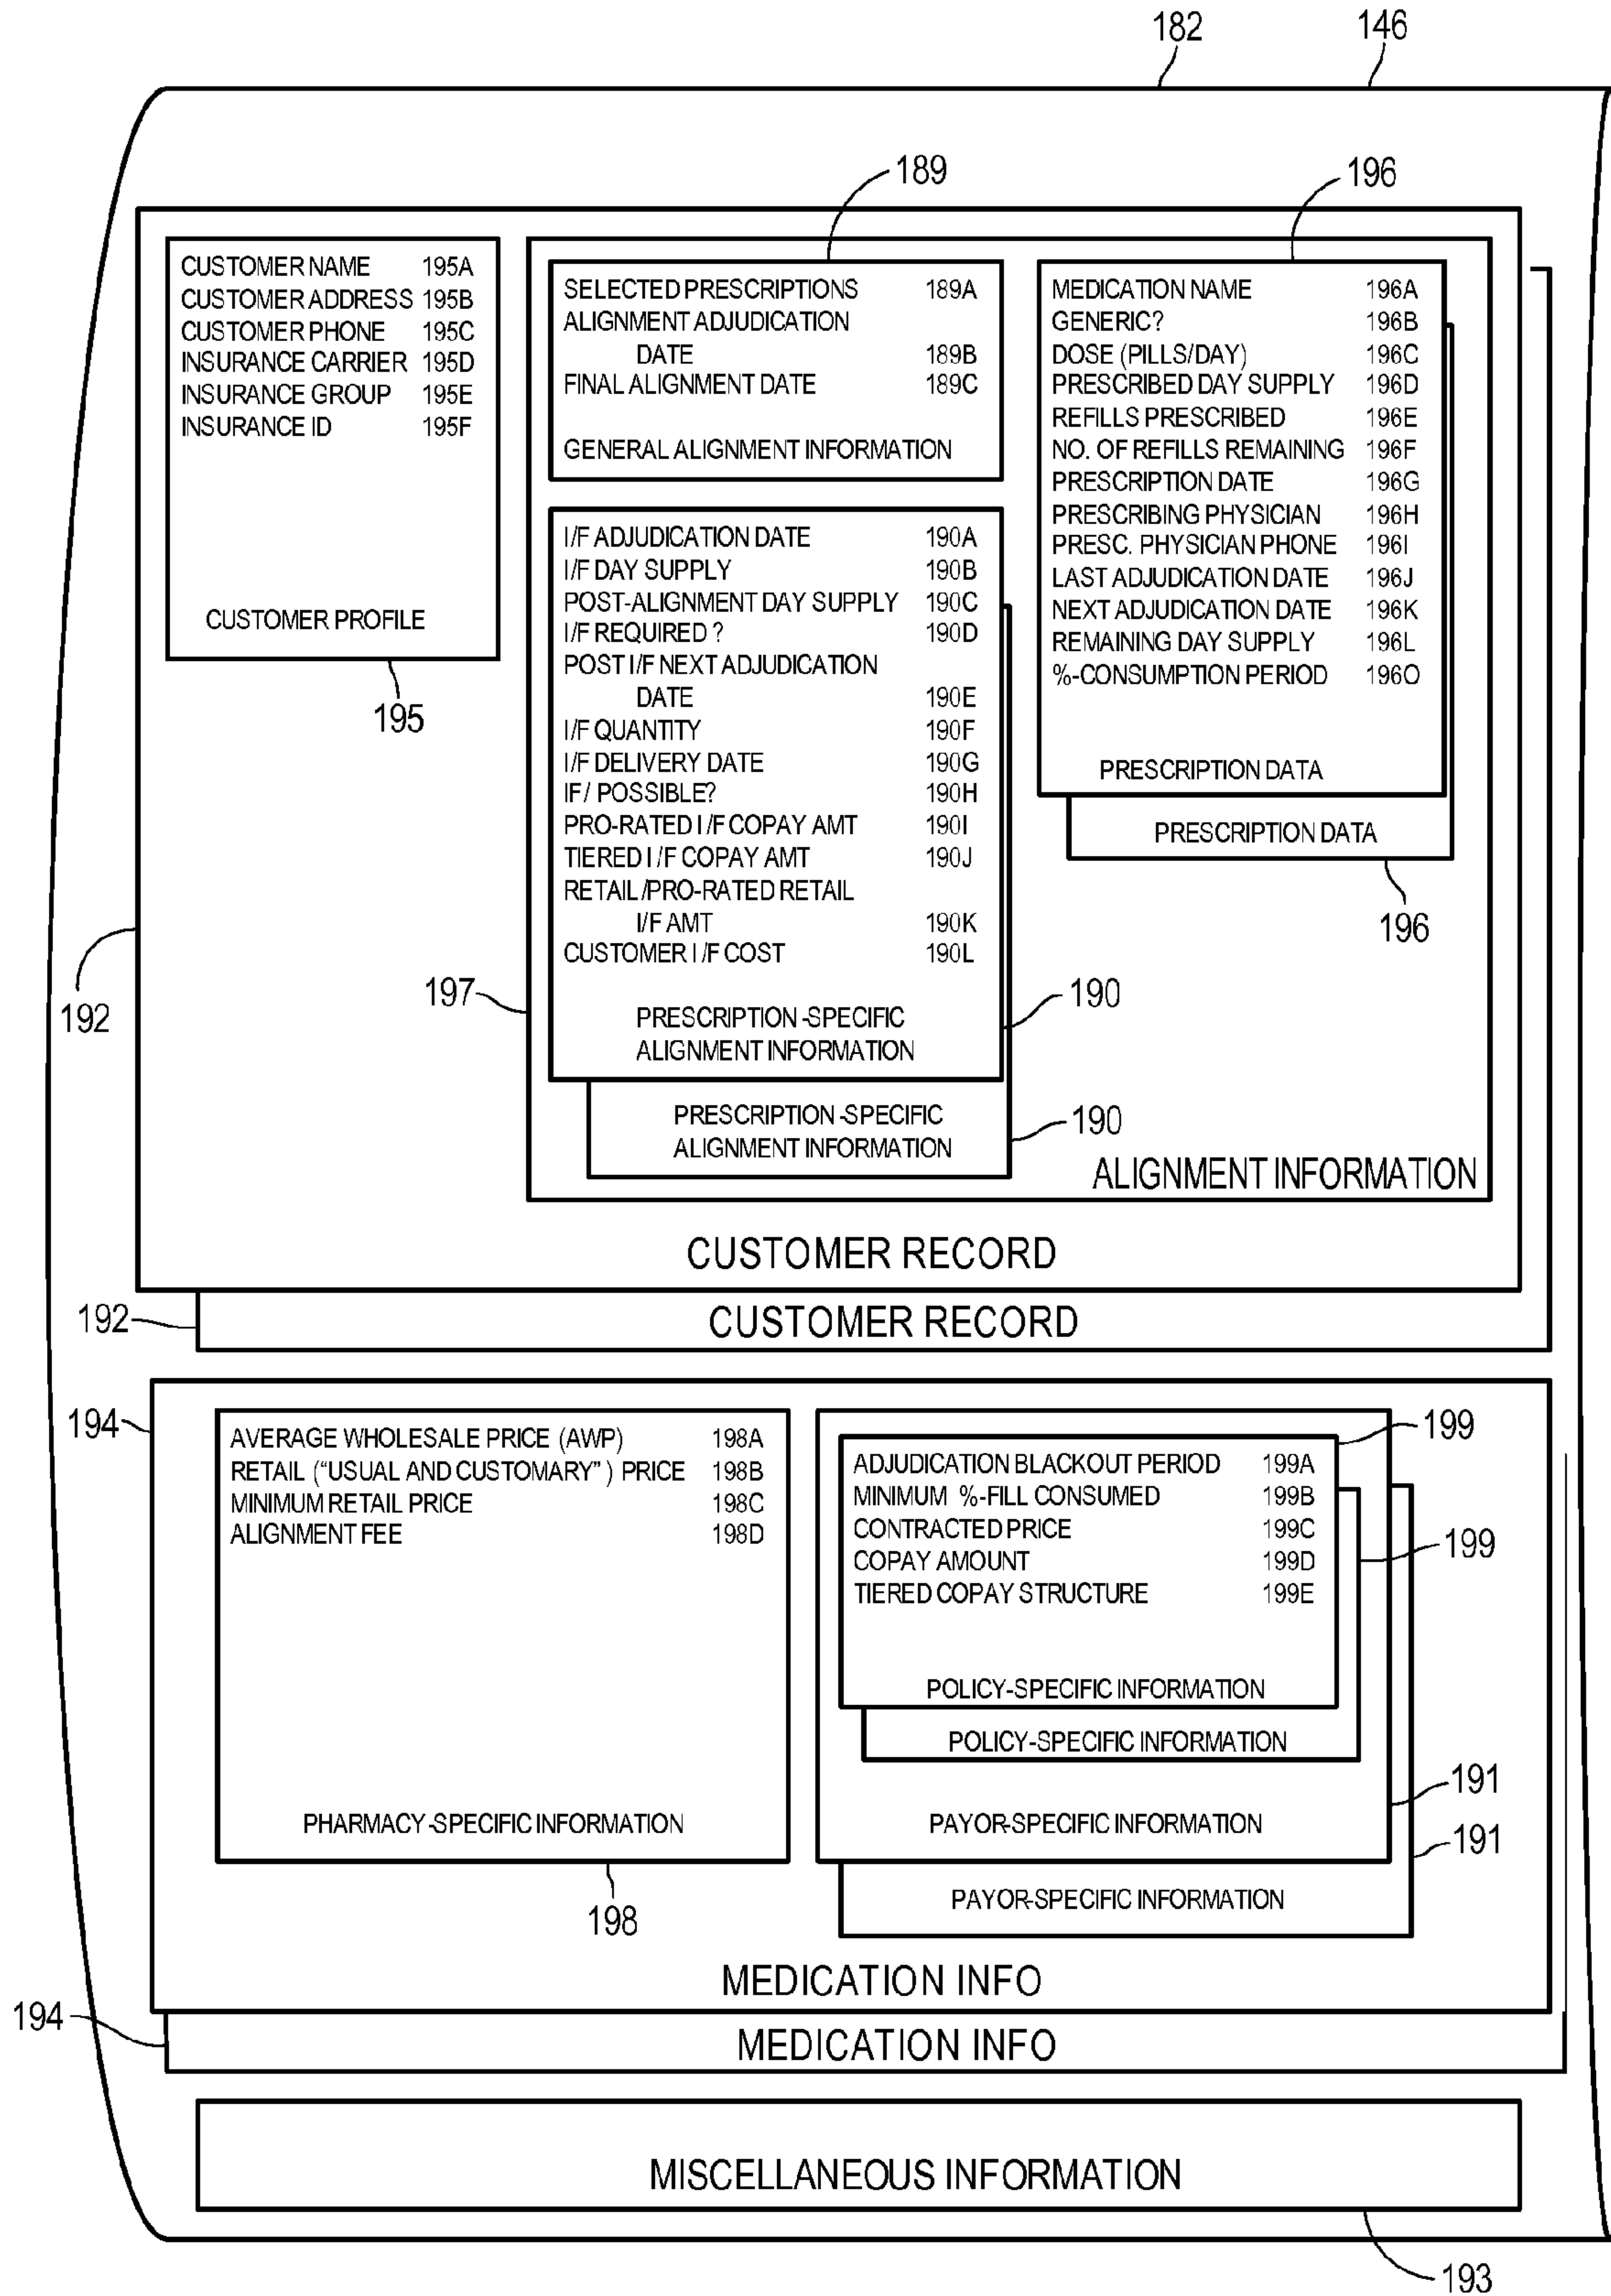 182
146
189
196
CUSTOMER NAME 195A
CUSTOMER ADDRESS 195B
CUSTOMER PHONE 195C
INSURANCE CARRIER 195D
INSURANCE GROUP 195E
INSURANCE ID 195F
CUSTOMER PROFILE
195
SELECTED PRESCRIPTIONS 189A
ALIGNMENT ADJUDICATION
DATE 189B
FINAL ALIGNMENT DATE 189C
GENERAL ALIGNMENT INFORMATION
MEDICATION NAME 196A
GENERIC? 196B
DOSE (PILLS/DAY) 196C
PRESCRIBED DAY SUPPLY 196D
REFILLS PRESCRIBED 196E
NO. OF REFILLS REMAINING 196F
PRESCRIPTION DATE 196G
PRESCRIBING PHYSICIAN 196H
PRESC. PHYSICIAN PHONE 196I
LAST ADJUDICATION DATE 196J
NEXT ADJUDICATION DATE 196K
REMAINING DAY SUPPLY 196L
%-CONSUMPTION PERIOD 196O
PRESCRIPTION DATA
PRESCRIPTION DATA
196
I/F ADJUDICATION DATE 190A
I/F DAY SUPPLY 190B
POST-ALIGNMENT DAY SUPPLY 190C
I/F REQUIRED ? 190D
POST I/F NEXT ADJUDICATION
DATE 190E
I/F QUANTITY 190F
I/F DELIVERY DATE 190G
IF/ POSSIBLE? 190H
PRO-RATED I/F COPAY AMT 190I
TIERED I/F COPAY AMT 190J
RETAIL/PRO-RATED RETAIL
I/F AMT 190K
CUSTOMER I/F COST 190L
PRESCRIPTION-SPECIFIC
ALIGNMENT INFORMATION
190
PRESCRIPTION-SPECIFIC
ALIGNMENT INFORMATION
190
197
192
ALIGNMENT INFORMATION
CUSTOMER RECORD
192
CUSTOMER RECORD
194
AVERAGE WHOLESALE PRICE (AWP) 198A
RETAIL ("USUAL AND CUSTOMARY") PRICE 198B
MINIMUM RETAIL PRICE 198C
ALIGNMENT FEE 198D
PHARMACY-SPECIFIC INFORMATION
198
199
ADJUDICATION BLACKOUT PERIOD 199A
MINIMUM %-FILL CONSUMED 199B
CONTRACTED PRICE 199C
COPAY AMOUNT 199D
TIERED COPAY STRUCTURE 199E
199
POLICY-SPECIFIC INFORMATION
POLICY-SPECIFIC INFORMATION
191
PAYOR-SPECIFIC INFORMATION
191
PAYOR-SPECIFIC INFORMATION
MEDICATION INFO
194
MEDICATION INFO
MISCELLANEOUS INFORMATION
193